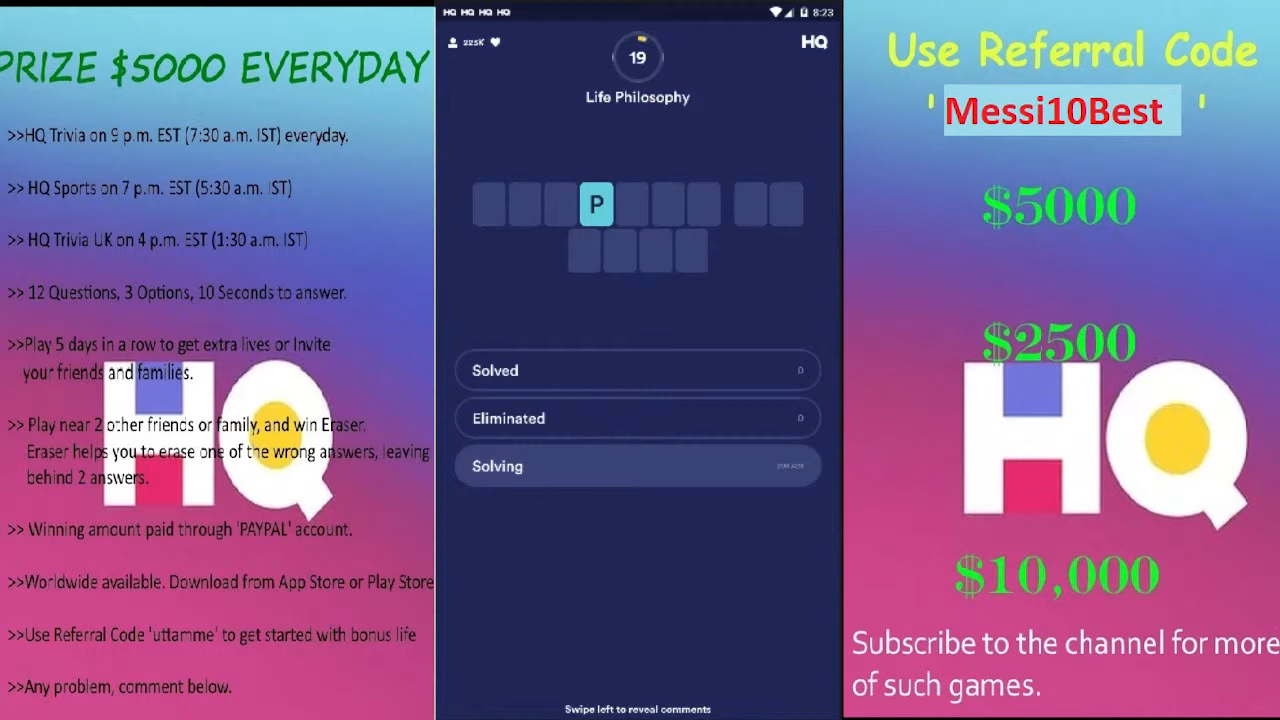 PRIZE $5000 EVERYDAY
>>HQ Trivia on 9 p.m. EST (7:30 a.m. IST) everyday.
>> HQ Sports on 7 p.m. EST (5:30 a.m. IST)
>> HQ Trivia UK on 4 p.m. EST (1:30 a.m. IST)
>> 12 Questions, 3 Options, 10 Seconds to answer.
>>Play 5 days in a row to get extra lives or Invite
your friends and families.
>> Play near 2 other friends or family, and win Eraser.
Eraser helps you to erase one of the wrong answers, leaving
behind 2 answers.
>> Winning amount paid through 'PAYPAL' account.
>>Worldwide available. Download from App Store or Play Store
>>Use Referral Code 'uttamme' to get started with bonus life
>>Any problem, comment below.
HQ
HQ HQ HQ HQ 8:23
225K HQ
19
Life Philosophy
P
Solved 0
Eliminated 0
Solving
Swipe left to reveal comments
Use Referral Code
' Messi10Best '
$5000
$2500
HQ
$10,000
Subscribe to the channel for more
of such games.